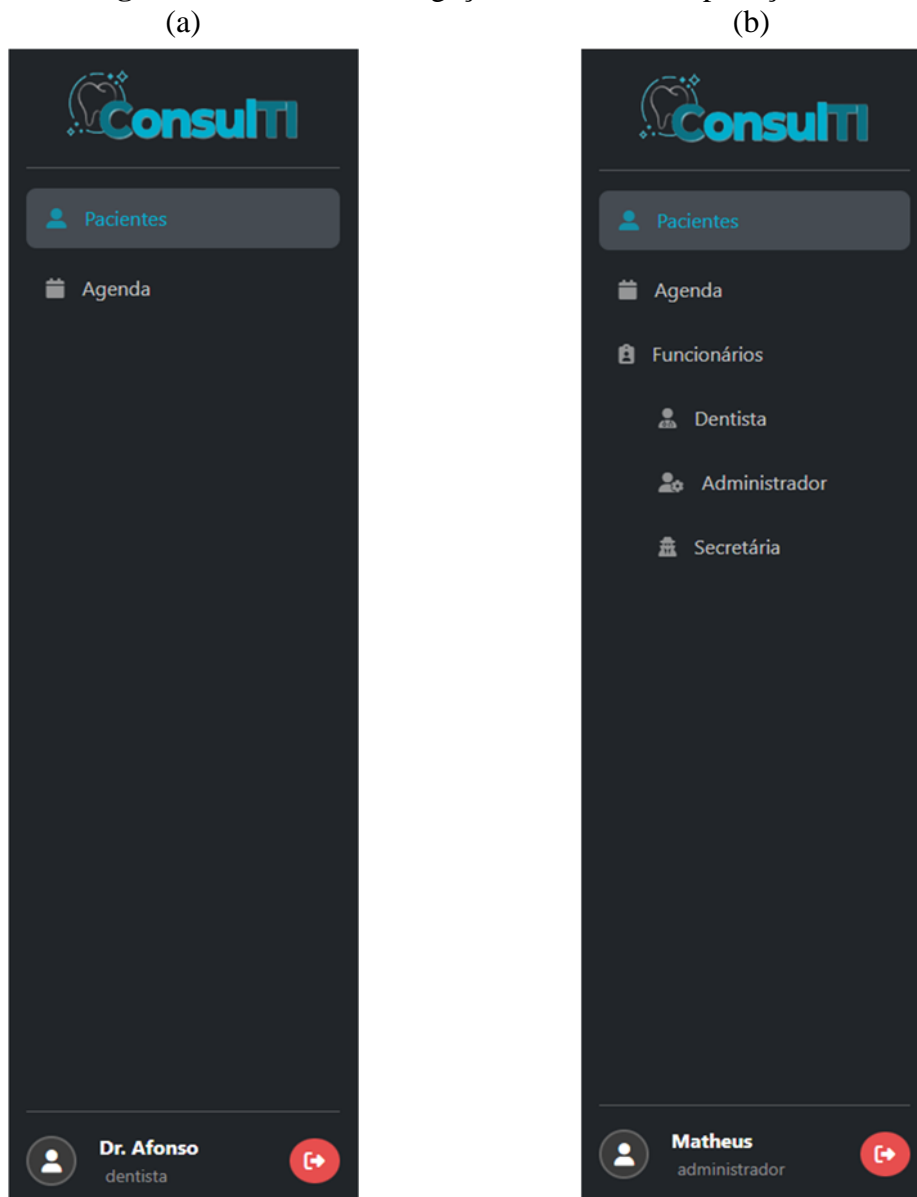 (a)
(b)
ConsulTI
Pacientes
Agenda
Dr. Afonso
dentista
ConsulTI
Pacientes
Agenda
Funcionários
Dentista
Administrador
Secretária
Matheus
administrador